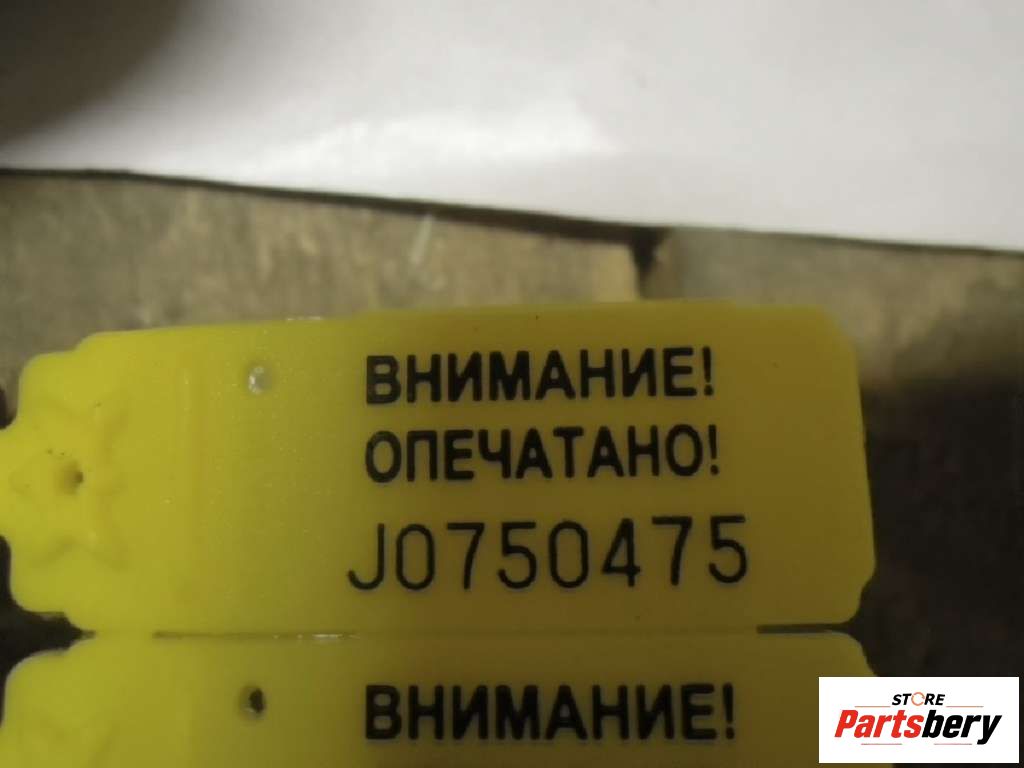 ВНИМАНИЕ!
ОПЕЧАТАНО!
J0750475
ВНИМАНИЕ!
STORE
Partsbery